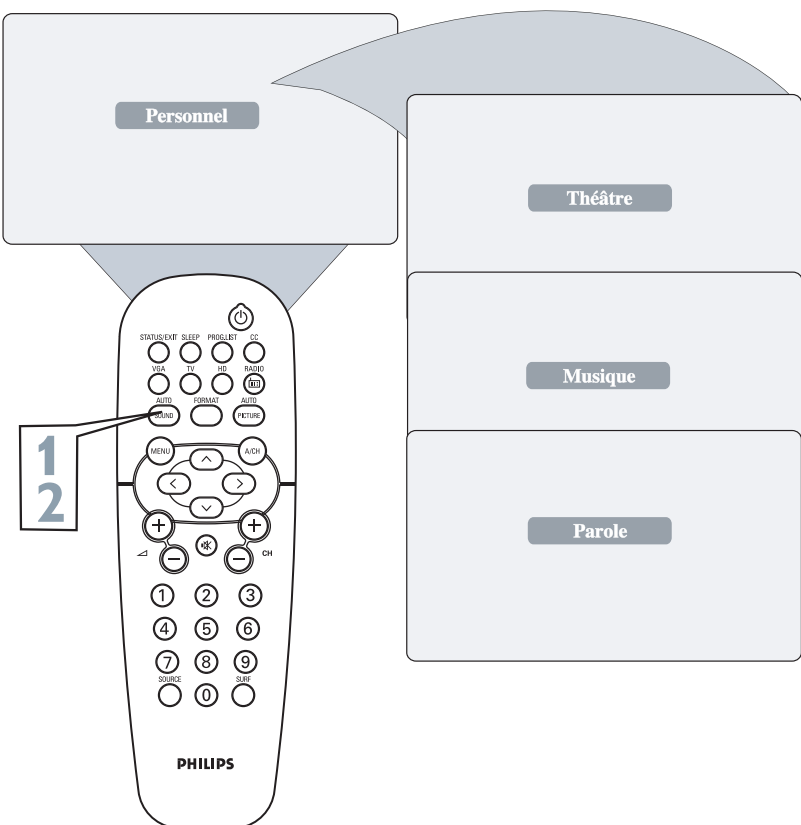 Personnel
Théâtre
Musique
Parole
STATUS/EXIT SLEEP PROG.LIST CC
VGA TV HD RADIO
AUTO FORMAT AUTO
SOUND PICTURE
1
2
MENU A/CH
CH
1 2 3
4 5 6
7 8 9
SOURCE SURF
0
PHILIPS